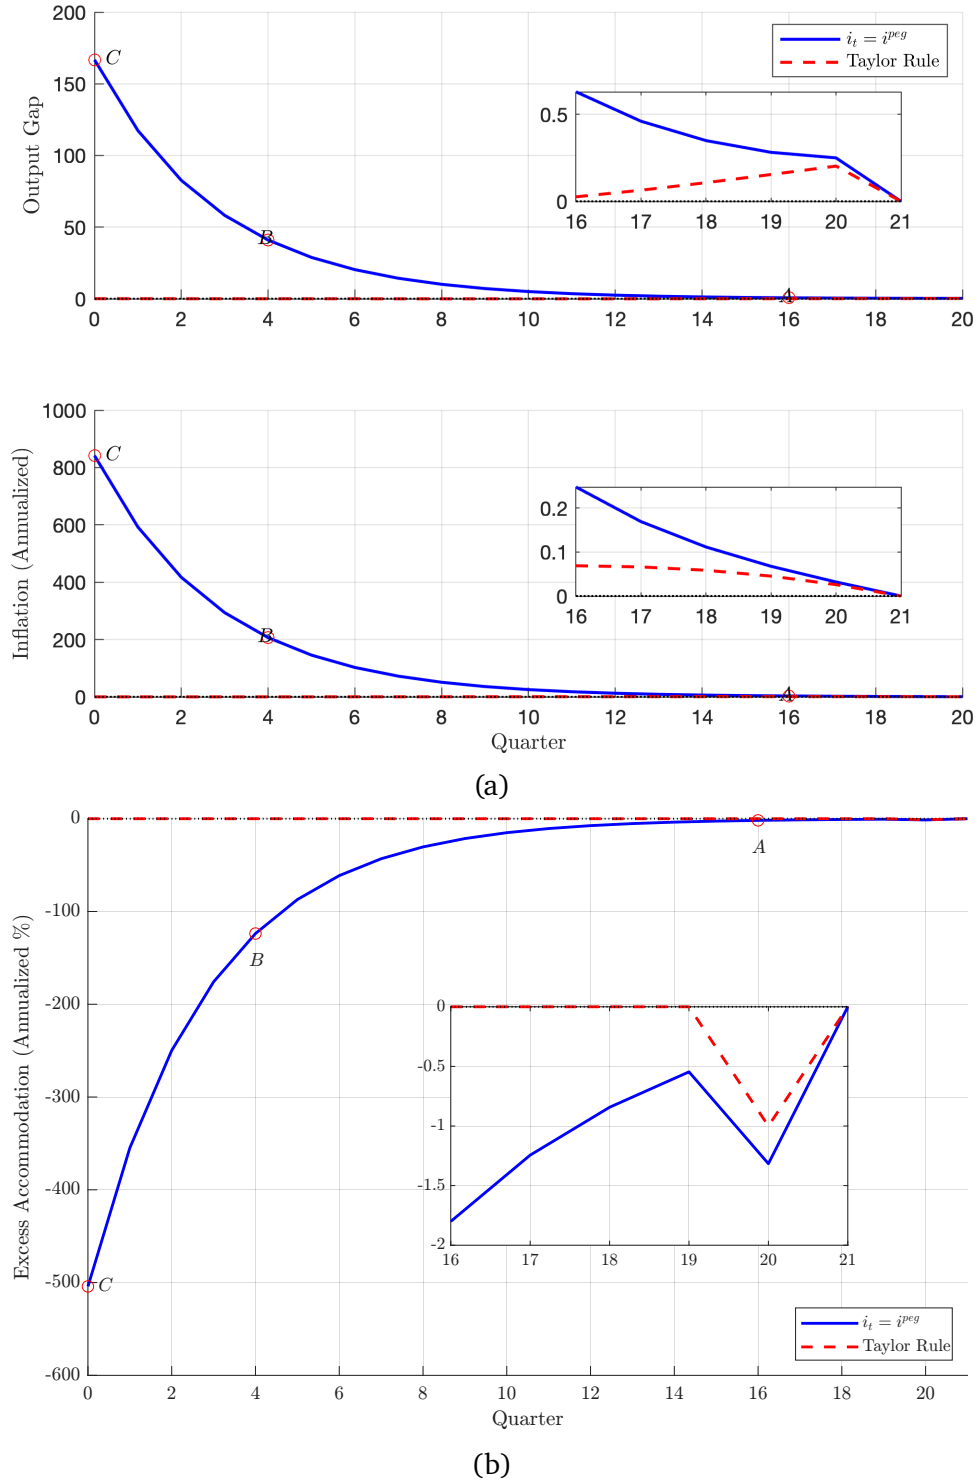 200
150
100
50
0
Output Gap
C
B
A
i_t = i^{peg}
Taylor Rule
0.5
0
16 17 18 19 20 21
0 2 4 6 8 10 12 14 16 18 20
1000
800
600
400
200
0
Inflation (Annualized)
C
B
A
0.2
0.1
0
16 17 18 19 20 21
0 2 4 6 8 10 12 14 16 18 20
Quarter
(a)
0
-100
-200
-300
-400
-500
-600
Excess Accommodation (Annualized %)
A
B
C
0
-0.5
-1
-1.5
-2
16 17 18 19 20 21
i_t = i^{peg}
Taylor Rule
0 2 4 6 8 10 12 14 16 18 20
Quarter
(b)